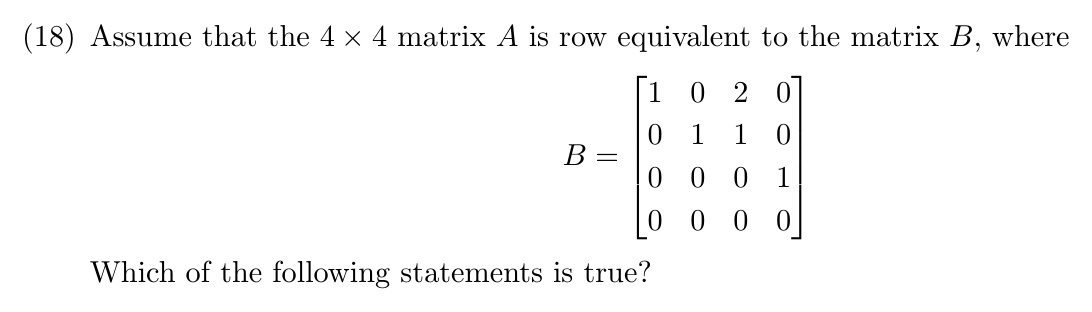 (18) Assume that the 4 × 4 matrix A is row equivalent to the matrix B, where
1 0 2 0
0 1 1 0
B =
0 0 0 1
0 0 0 0
Which of the following statements is true?